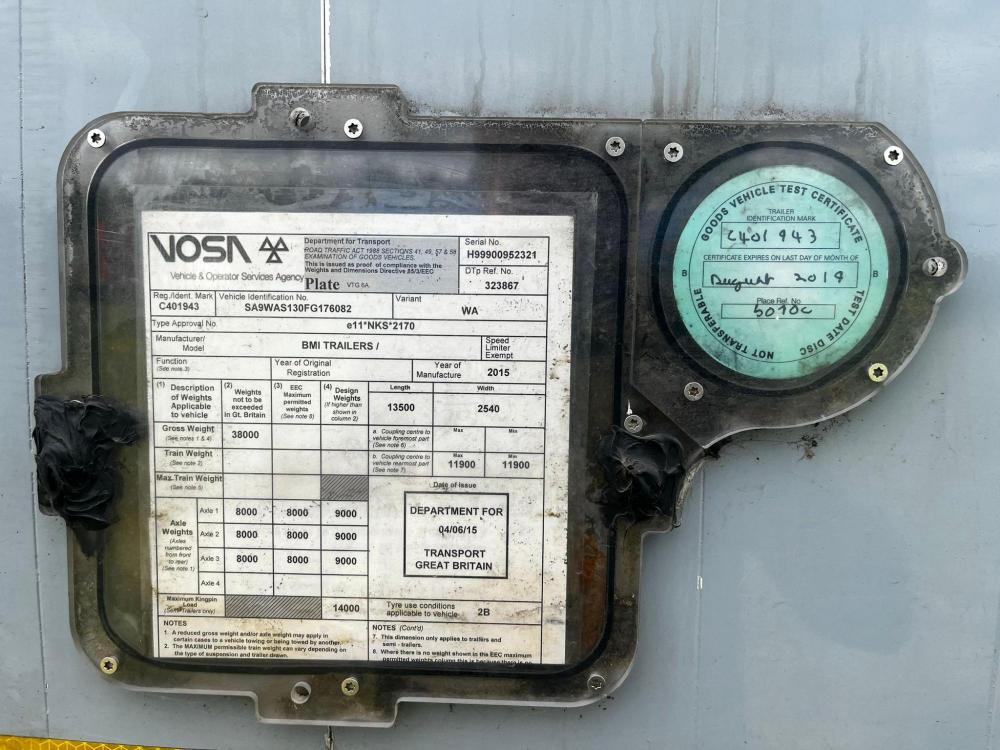 VOSA
Vehicle & Operator Services Agency
Department for Transport
ROAD TRAFFIC ACT 1988 SECTIONS 41, 49, 57 & 58
EXAMINATION OF GOODS VEHICLES.
This is issued as proof of compliance with the
Weights and Dimensions Directive 85/3/EEC
Plate VTG 6A
Serial No.
H99900952321
DTp Ref. No.
323867
Reg./Ident. Mark
C401943
Vehicle Identification No.
SA9WAS130FG176082
Variant
WA
Type Approval No.
e11*NKS*2170
Manufacturer/
Model
BMI TRAILERS /
Speed
Limiter
Exempt
Function
(See note 3)
Year of Original
Registration
Year of
Manufacture
2015
(1) Description
of Weights
Applicable
to vehicle
(2) Weights
not to be
exceeded
in Gt. Britain
(3) EEC
Maximum
permitted
weights
(See note 8)
(4) Design
Weights
(if higher than
shown in
column 2)
Length
Width
13500
2540
Gross Weight
(See notes 1 & 4)
38000
a. Coupling centre to
vehicle foremost part
(See note 6)
Max
Min
Train Weight
(See note 2)
b. Coupling centre to
vehicle rearmost part
(See note 7)
Max
11900
Min
11900
Max Train Weight
(See note 5)
Date of Issue
DEPARTMENT FOR
04/06/15
TRANSPORT
GREAT BRITAIN
Axle
Weights
(Axles
numbered
from front
to rear)
(See note 1)
Axle 1 8000 8000 9000
Axle 2 8000 8000 9000
Axle 3 8000 8000 9000
Axle 4
Maximum Kingpin
Load
(Semi-Trailers only)
14000
Tyre use conditions
applicable to vehicle 2B
NOTES
1. A reduced gross weight and/or axle weight may apply in
certain cases to a vehicle towing or being towed by another.
2. The MAXIMUM permissible train weight can vary depending on
the type of suspension and trailer drawn.
NOTES (Cont'd)
7. This dimension only applies to trailers and
semi - trailers.
8. Where there is no weight shown in the EEC maximum
permitted weights column this is because there is no
GOODS VEHICLE TEST CERTIFICATE
TRAILER
IDENTIFICATION MARK
C401943
CERTIFICATE EXPIRES ON LAST DAY OF MONTH OF
B
B
August 2019
Place Ref. No
5070C
NOT TRANSFERABLE
TEST DATE DISC